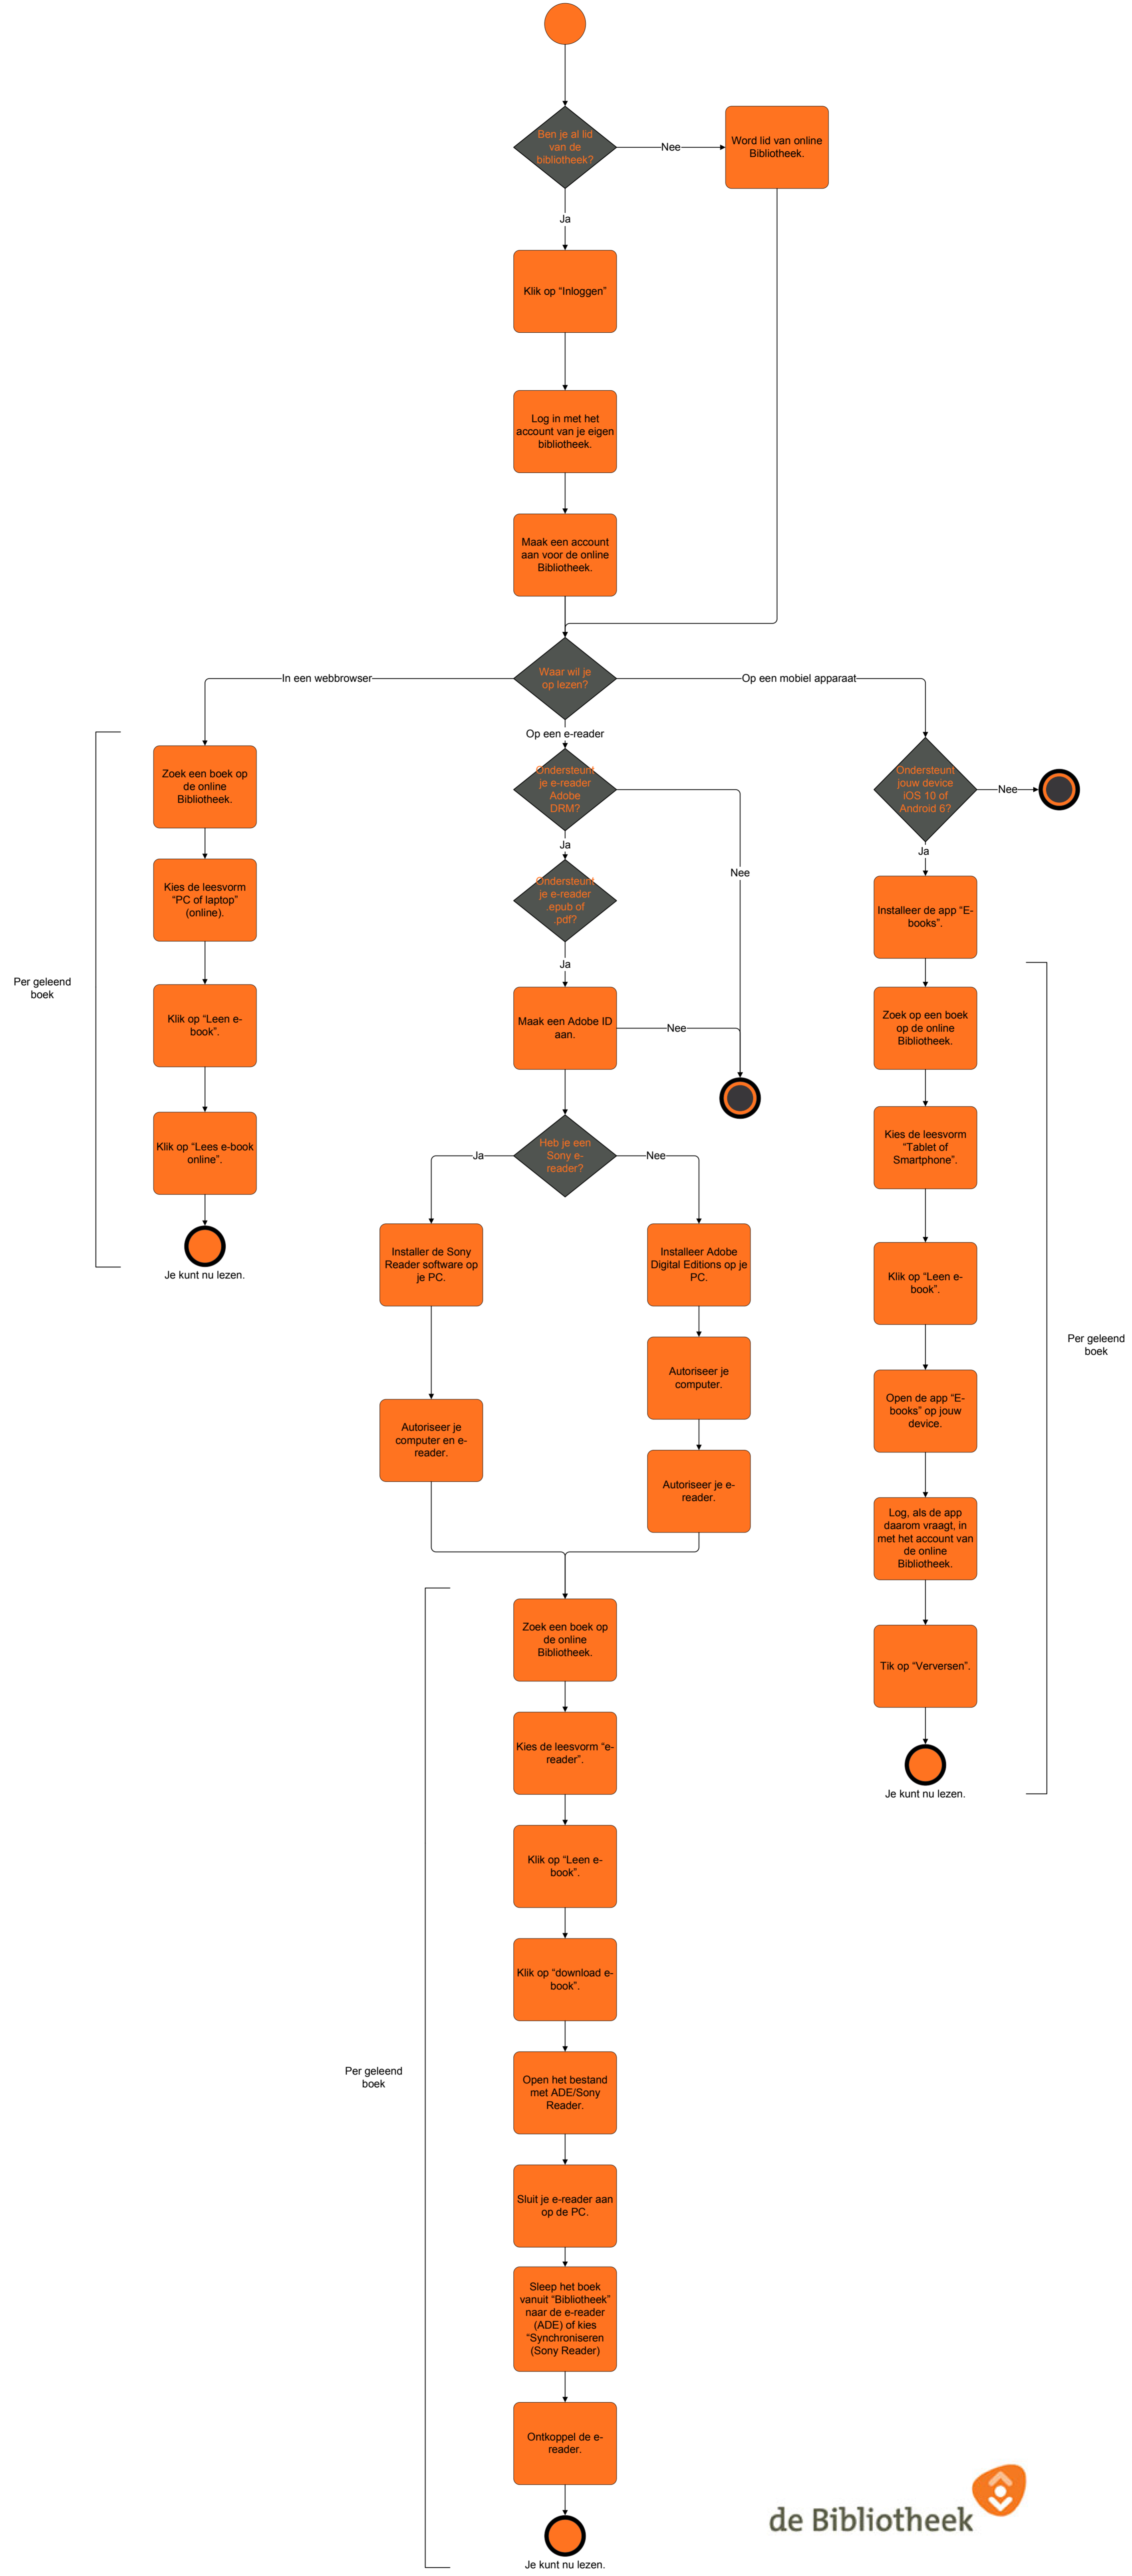 Ben je al lid
van de
bibliotheek?
Nee
Word lid van online
Bibliotheek.
Ja
Klik op “Inloggen”
Log in met het
account van je eigen
bibliotheek.
Maak een account
aan voor de online
Bibliotheek.
Waar wil je
op lezen?
In een webbrowser
Op een e-reader
Op een mobiel apparaat
Per geleend
boek
Zoek een boek op
de online
Bibliotheek.
Kies de leesvorm
“PC of laptop”
(online).
Klik op “Leen e-
book”.
Klik op “Lees e-book
online”.
Je kunt nu lezen.
Ondersteunt
je e-reader
Adobe
DRM?
Nee
Ja
Ondersteunt
je e-reader
.epub of
.pdf?
Ja
Maak een Adobe ID
aan.
Nee
Heb je een
Sony e-
reader?
Ja
Nee
Installer de Sony
Reader software op
je PC.
Autoriseer je
computer en e-
reader.
Installeer Adobe
Digital Editions op je
PC.
Autoriseer je
computer.
Autoriseer je e-
reader.
Per geleend
boek
Zoek een boek op
de online
Bibliotheek.
Kies de leesvorm “e-
reader”.
Klik op “Leen e-
book”.
Klik op “download e-
book”.
Open het bestand
met ADE/Sony
Reader.
Sluit je e-reader aan
op de PC.
Sleep het boek
vanuit “Bibliotheek”
naar de e-reader
(ADE) of kies
“Synchroniseren
(Sony Reader)
Ontkoppel de e-
reader.
Je kunt nu lezen.
Ondersteunt
jouw device
iOS 10 of
Android 6?
Nee
Ja
Installeer de app “E-
books”.
Zoek op een boek
op de online
Bibliotheek.
Kies de leesvorm
“Tablet of
Smartphone”.
Klik op “Leen e-
book”.
Open de app “E-
books” op jouw
device.
Log, als de app
daarom vraagt, in
met het account van
de online
Bibliotheek.
Tik op “Verversen”.
Je kunt nu lezen.
Per geleend
boek
de Bibliotheek